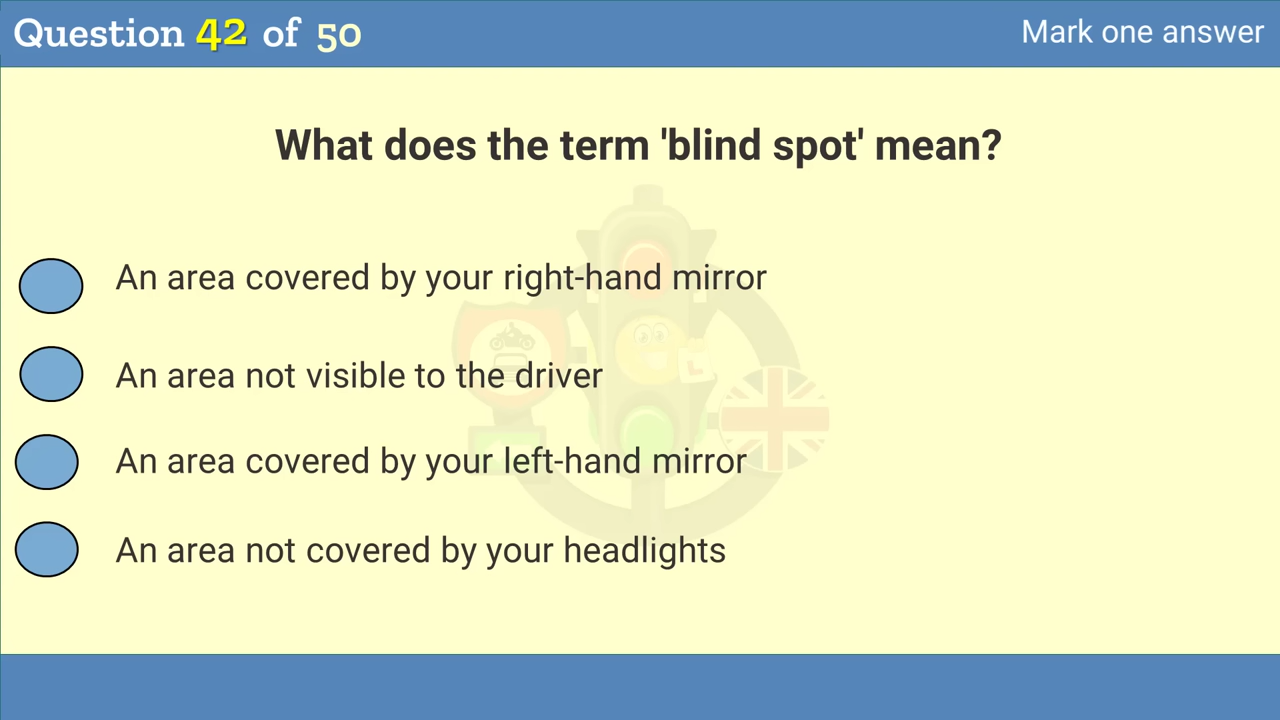 Question 42 of 50
Mark one answer
What does the term 'blind spot' mean?
An area covered by your right-hand mirror
An area not visible to the driver
An area covered by your left-hand mirror
An area not covered by your headlights